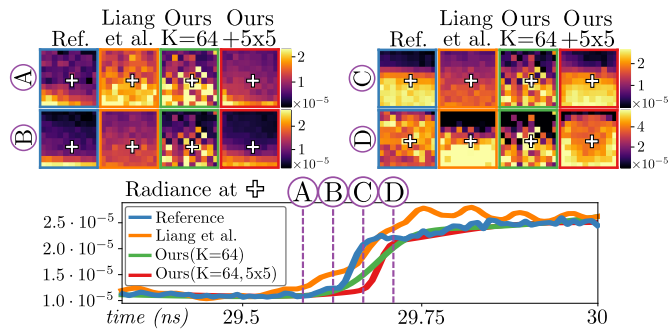 Ref. Liang et al. Ours K=64 Ours +5x5
Ref. Liang et al. Ours K=64 Ours +5x5
A 2 ×10⁻⁵
B 2 1 ×10⁻⁵
C 2 ×10⁻⁵
D 4 2 ×10⁻⁵
Radiance at
A B C D
2.5 · 10⁻⁵
2.0 · 10⁻⁵
1.5 · 10⁻⁵
1.0 · 10⁻⁵
Reference
Liang et al.
Ours(K=64)
Ours(K=64, 5x5)
time (ns) 29.5 29.75 30